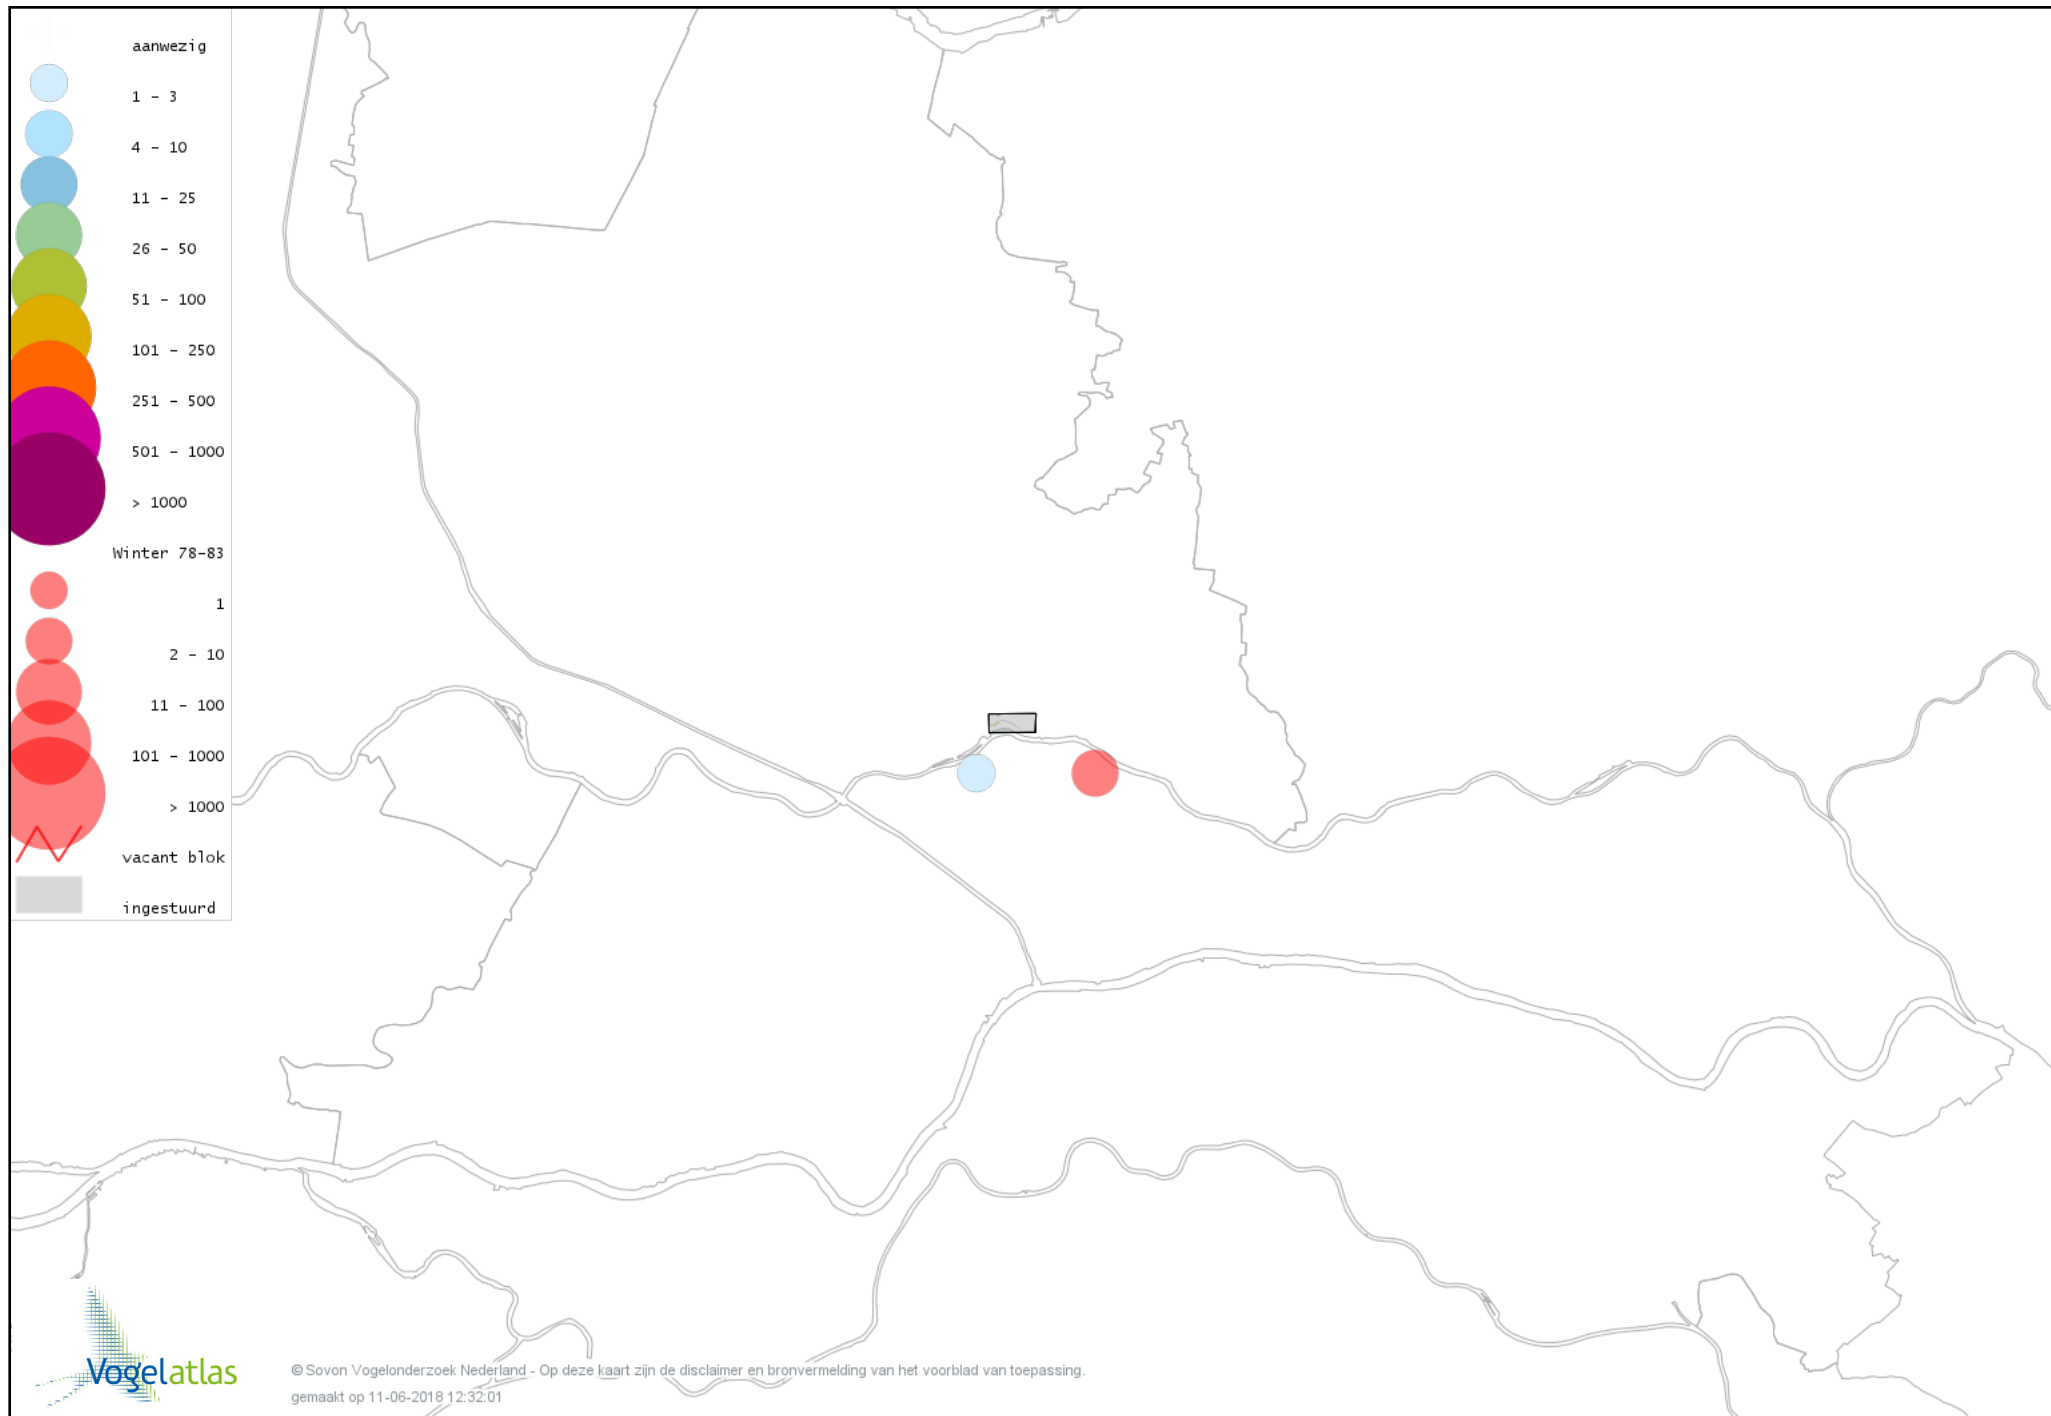 aanwezig
1 - 3
4 - 10
11 - 25
26 - 50
51 - 100
101 - 250
251 - 500
501 - 1000
> 1000
Winter 78-83
1
2 - 10
11 - 100
101 - 1000
> 1000
vacant blok
ingestuurd
Vogelatlas
© Sovon Vogelonderzoek Nederland - Op deze kaart zijn de disclaimer en bronvermelding van het voorblad van toepassing.
gemaakt op 11-06-2018 12:32:01